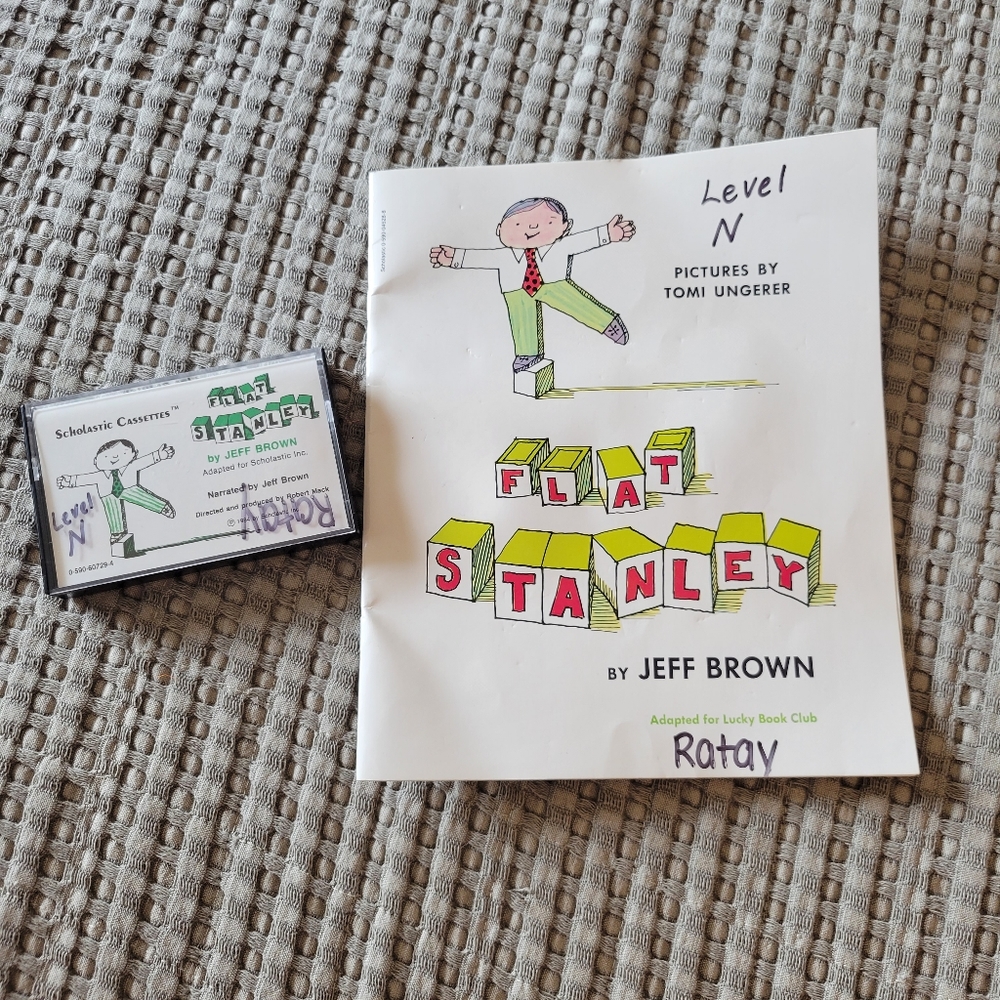 Scholastic Cassettes™
FLAT
STANLEY
by JEFF BROWN
Adapted for Scholastic Inc.
Narrated by Jeff Brown
Directed and produced by Robert Mack
Level
N
Ratay
0-590-60729-4
Level
N
PICTURES BY
TOMI UNGERER
FLAT
STANLEY
BY JEFF BROWN
Adapted for Lucky Book Club
Ratay